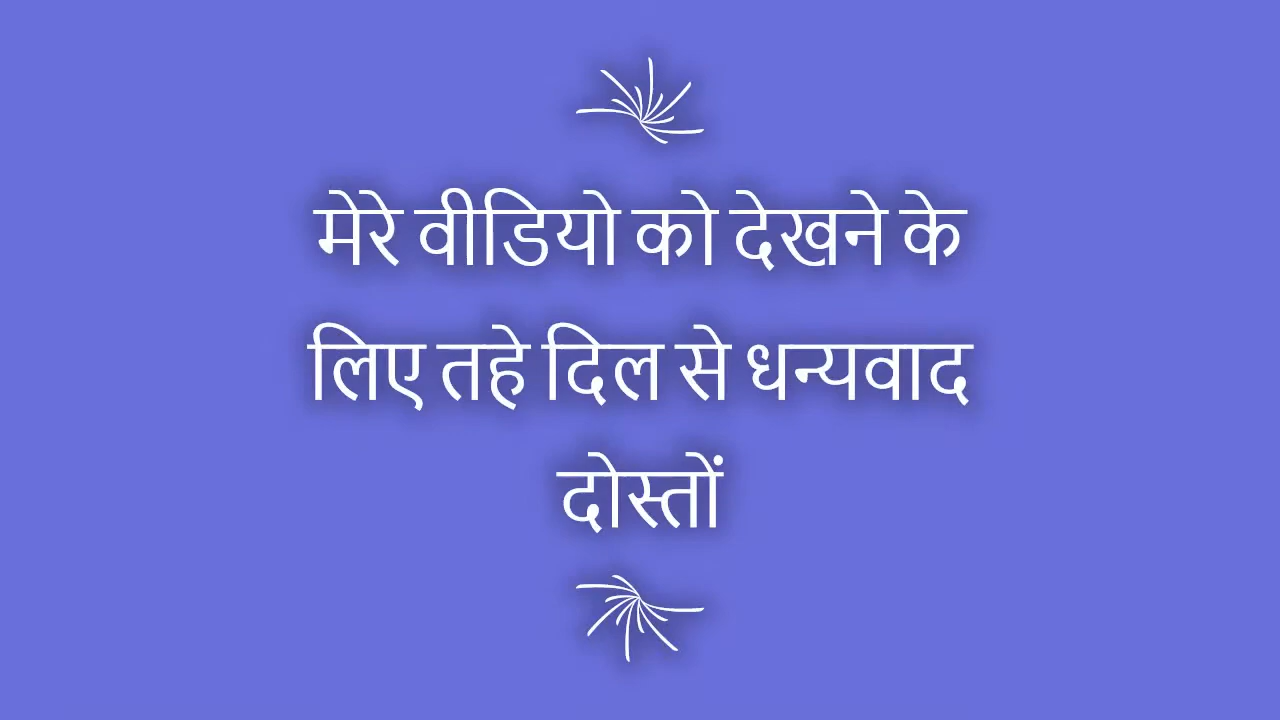 मेरे वीडियो को देखने के
लिए तहे दिल से धन्यवाद
दोस्तों